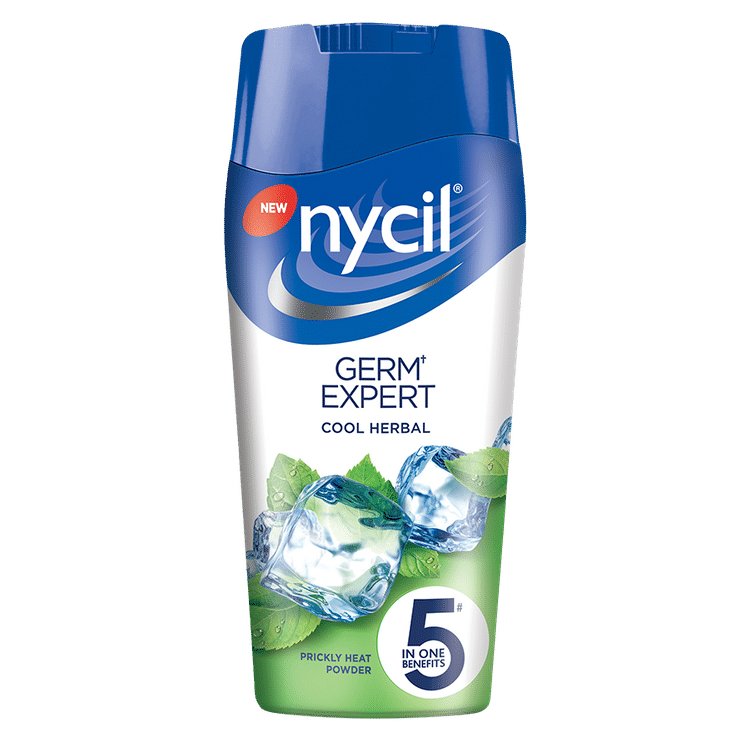 NEW
nycil®
GERM†
EXPERT
COOL HERBAL
5#
IN ONE
BENEFITS
PRICKLY HEAT
POWDER